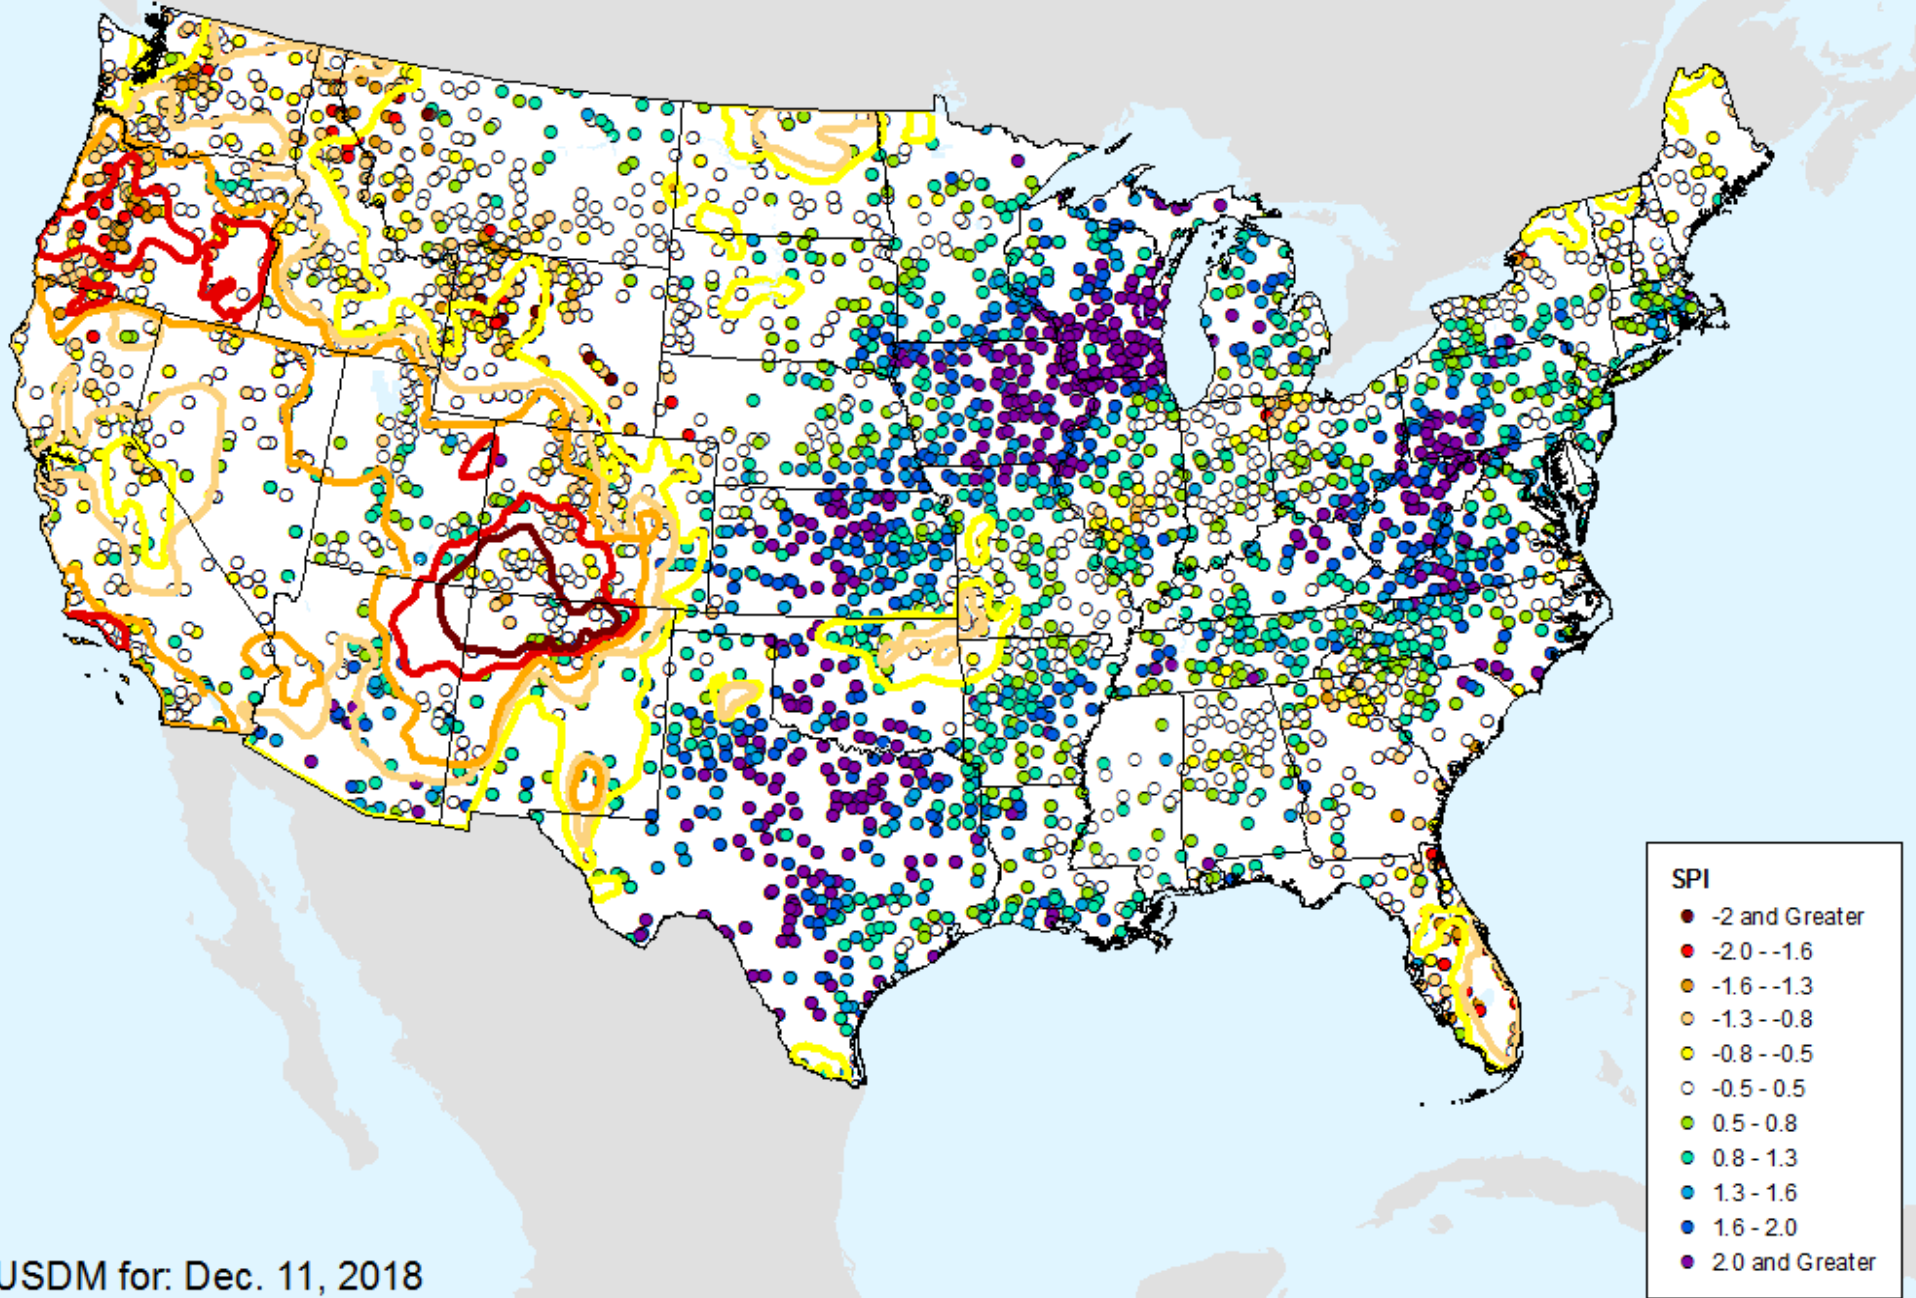 SPI
-2 and Greater
-2.0 - -1.6
-1.6 - -1.3
-1.3 - -0.8
-0.8 - -0.5
-0.5 - 0.5
0.5 - 0.8
0.8 - 1.3
1.3 - 1.6
1.6 - 2.0
2.0 and Greater
USDM for: Dec. 11, 2018